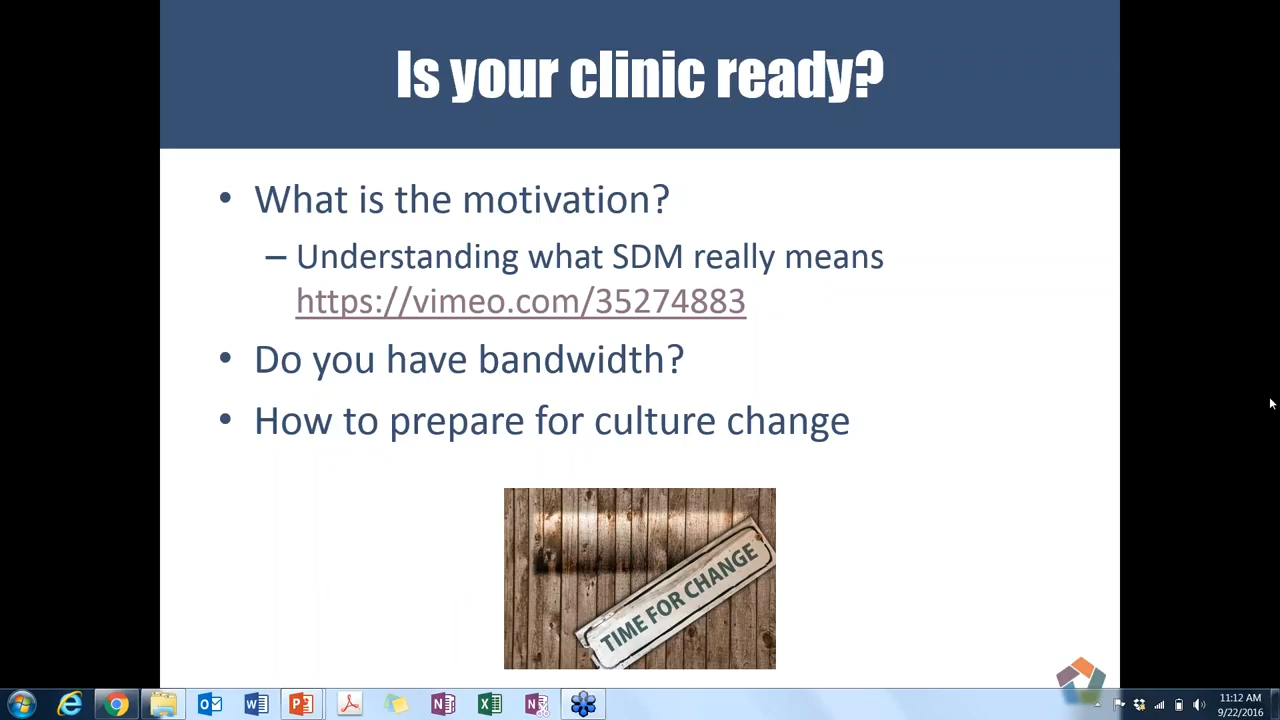 Is your clinic ready?
• What is the motivation?
– Understanding what SDM really means
https://vimeo.com/35274883
• Do you have bandwidth?
• How to prepare for culture change
TIME FOR CHANGE
11:12 AM
9/22/2016